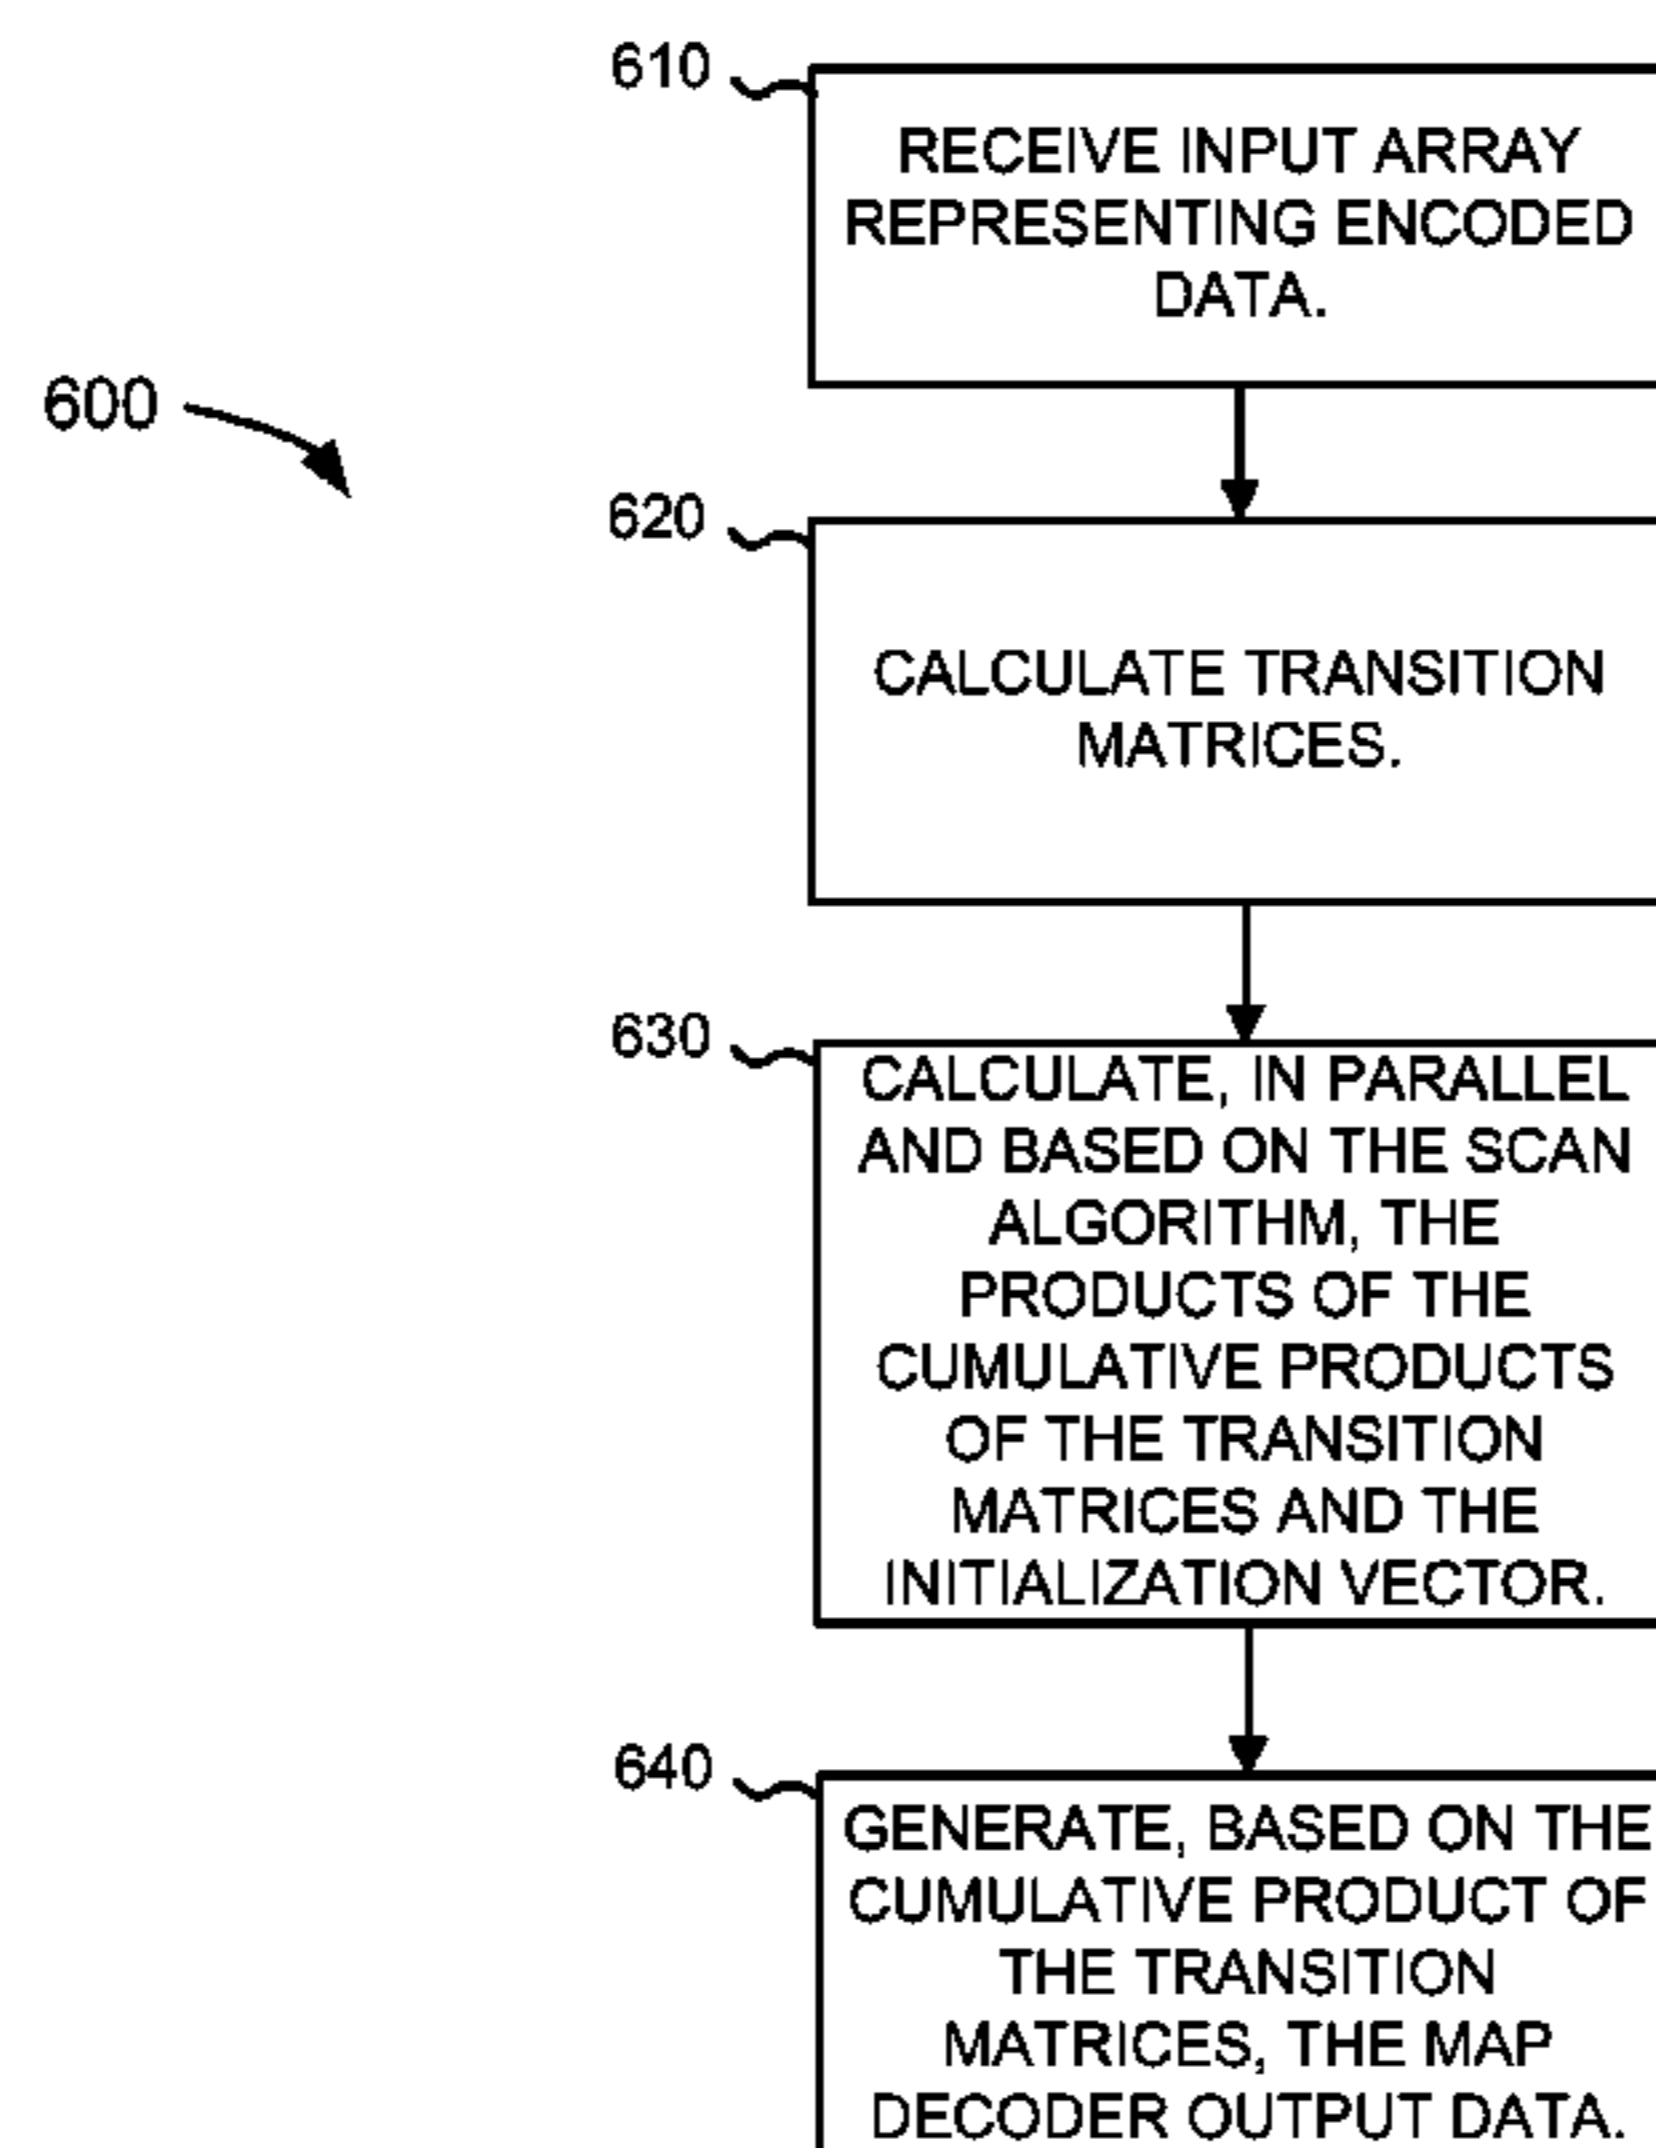 610
RECEIVE INPUT ARRAY
REPRESENTING ENCODED
DATA.
600
620
CALCULATE TRANSITION
MATRICES.
630
CALCULATE, IN PARALLEL
AND BASED ON THE SCAN
ALGORITHM, THE
PRODUCTS OF THE
CUMULATIVE PRODUCTS
OF THE TRANSITION
MATRICES AND THE
INITIALIZATION VECTOR.
640
GENERATE, BASED ON THE
CUMULATIVE PRODUCT OF
THE TRANSITION
MATRICES, THE MAP
DECODER OUTPUT DATA.